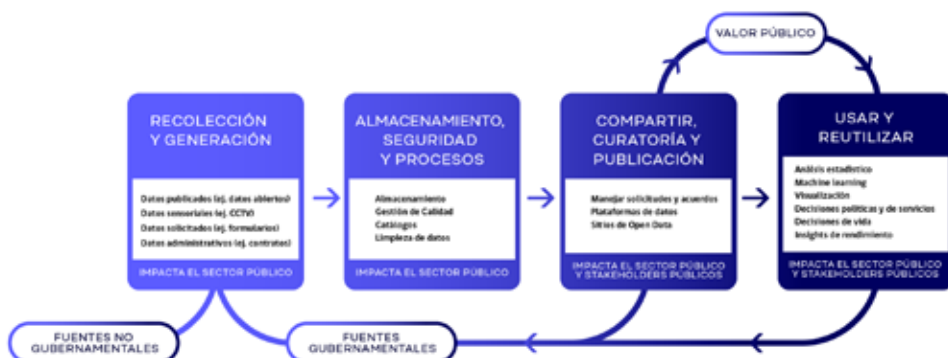 VALOR PÚBLICO
RECOLECCIÓN
Y GENERACIÓN
Datos publicados (ej. datos abiertos)
Datos sensoriales (ej. CCTV)
Datos solicitados (ej. formularios)
Datos administrativos (ej. contratos)
IMPACTA EL SECTOR PÚBLICO
ALMACENAMIENTO,
SEGURIDAD
Y PROCESOS
Almacenamiento
Gestión de Calidad
Catálogos
Limpieza de datos
IMPACTA EL SECTOR PÚBLICO
COMPARTIR,
CURATORÍA Y
PUBLICACIÓN
Manejar solicitudes y acuerdos
Plataformas de datos
Sitios de Open Data
IMPACTA EL SECTOR PÚBLICO
Y STAKEHOLDERS PÚBLICOS
USAR Y
REUTILIZAR
Análisis estadístico
Machine learning
Visualización
Decisiones políticas y de servicios
Decisiones de vida
Insights de rendimiento
IMPACTA EL SECTOR PÚBLICO
Y STAKEHOLDERS PÚBLICOS
FUENTES NO
GUBERNAMENTALES
FUENTES
GUBERNAMENTALES